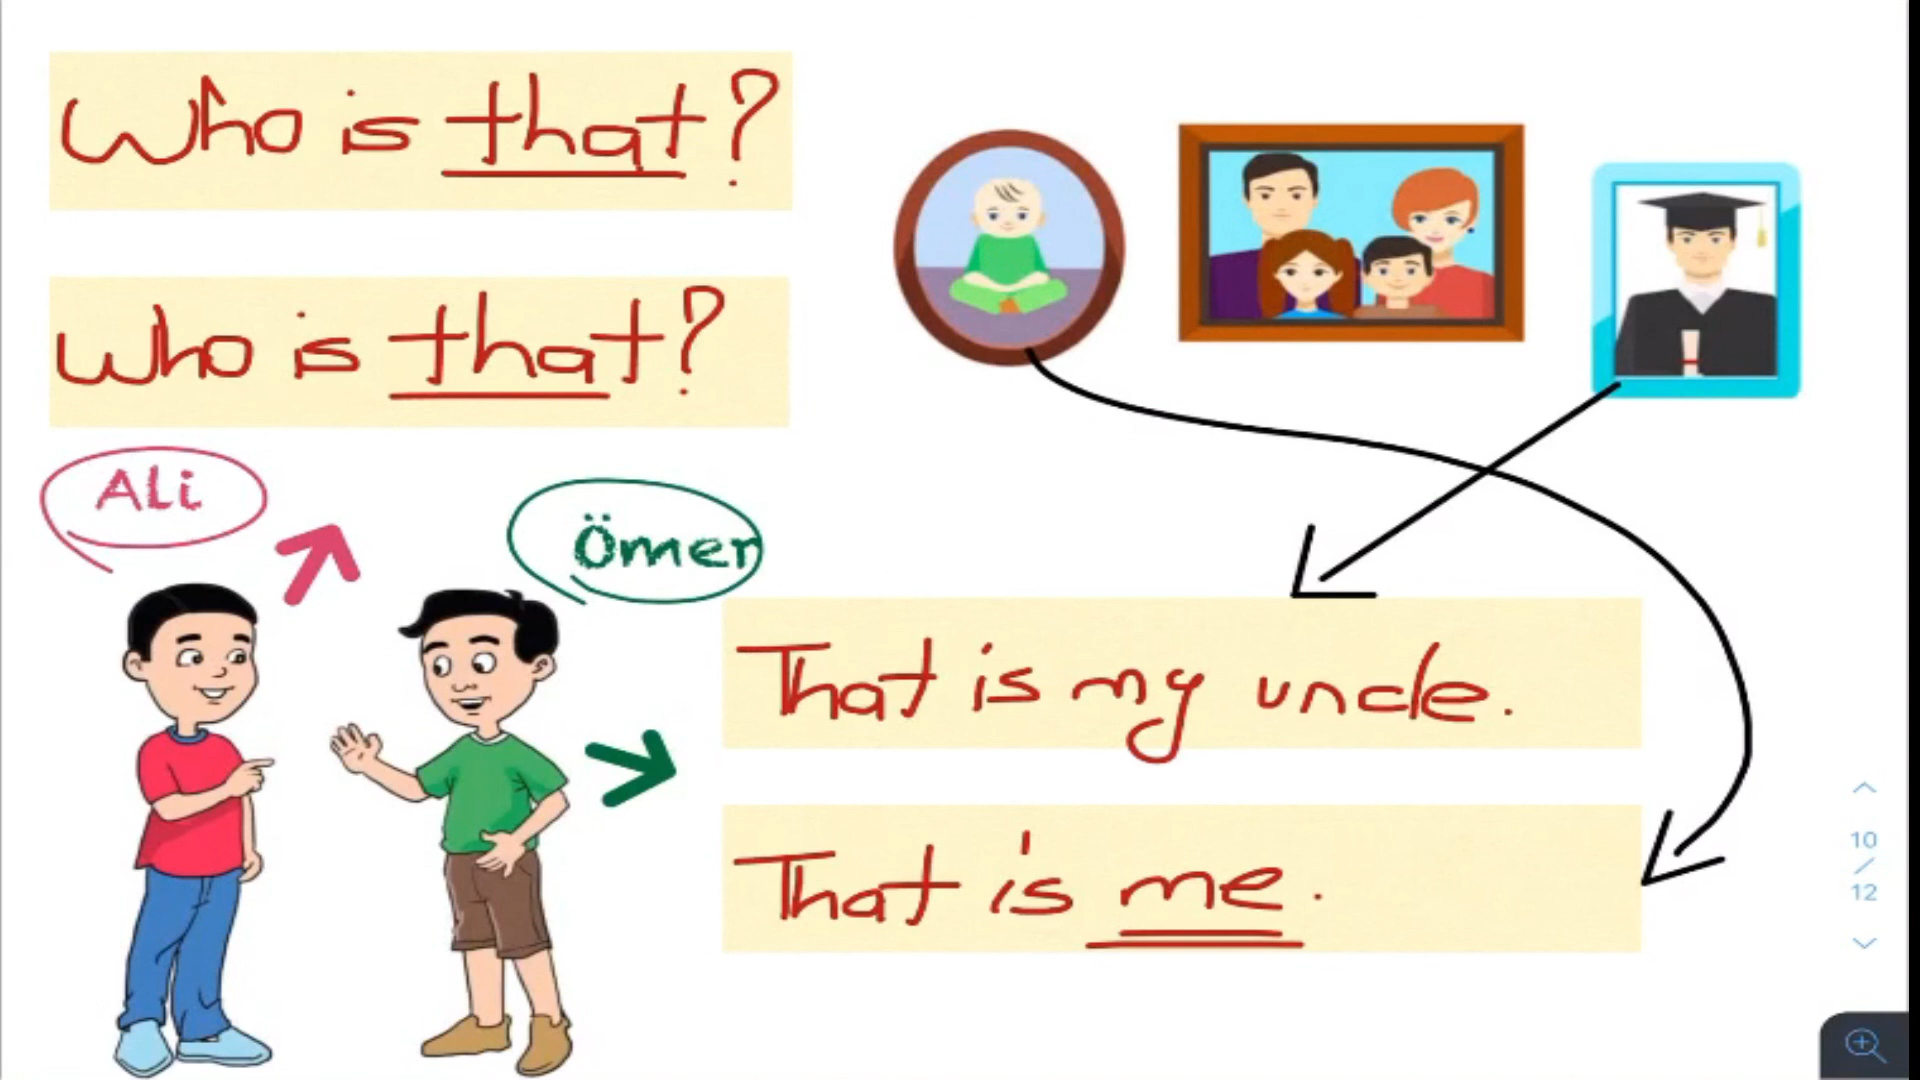 Who is that?
who is that?
Ali
Ömer
That is my uncle.
That is me.
10
/
12